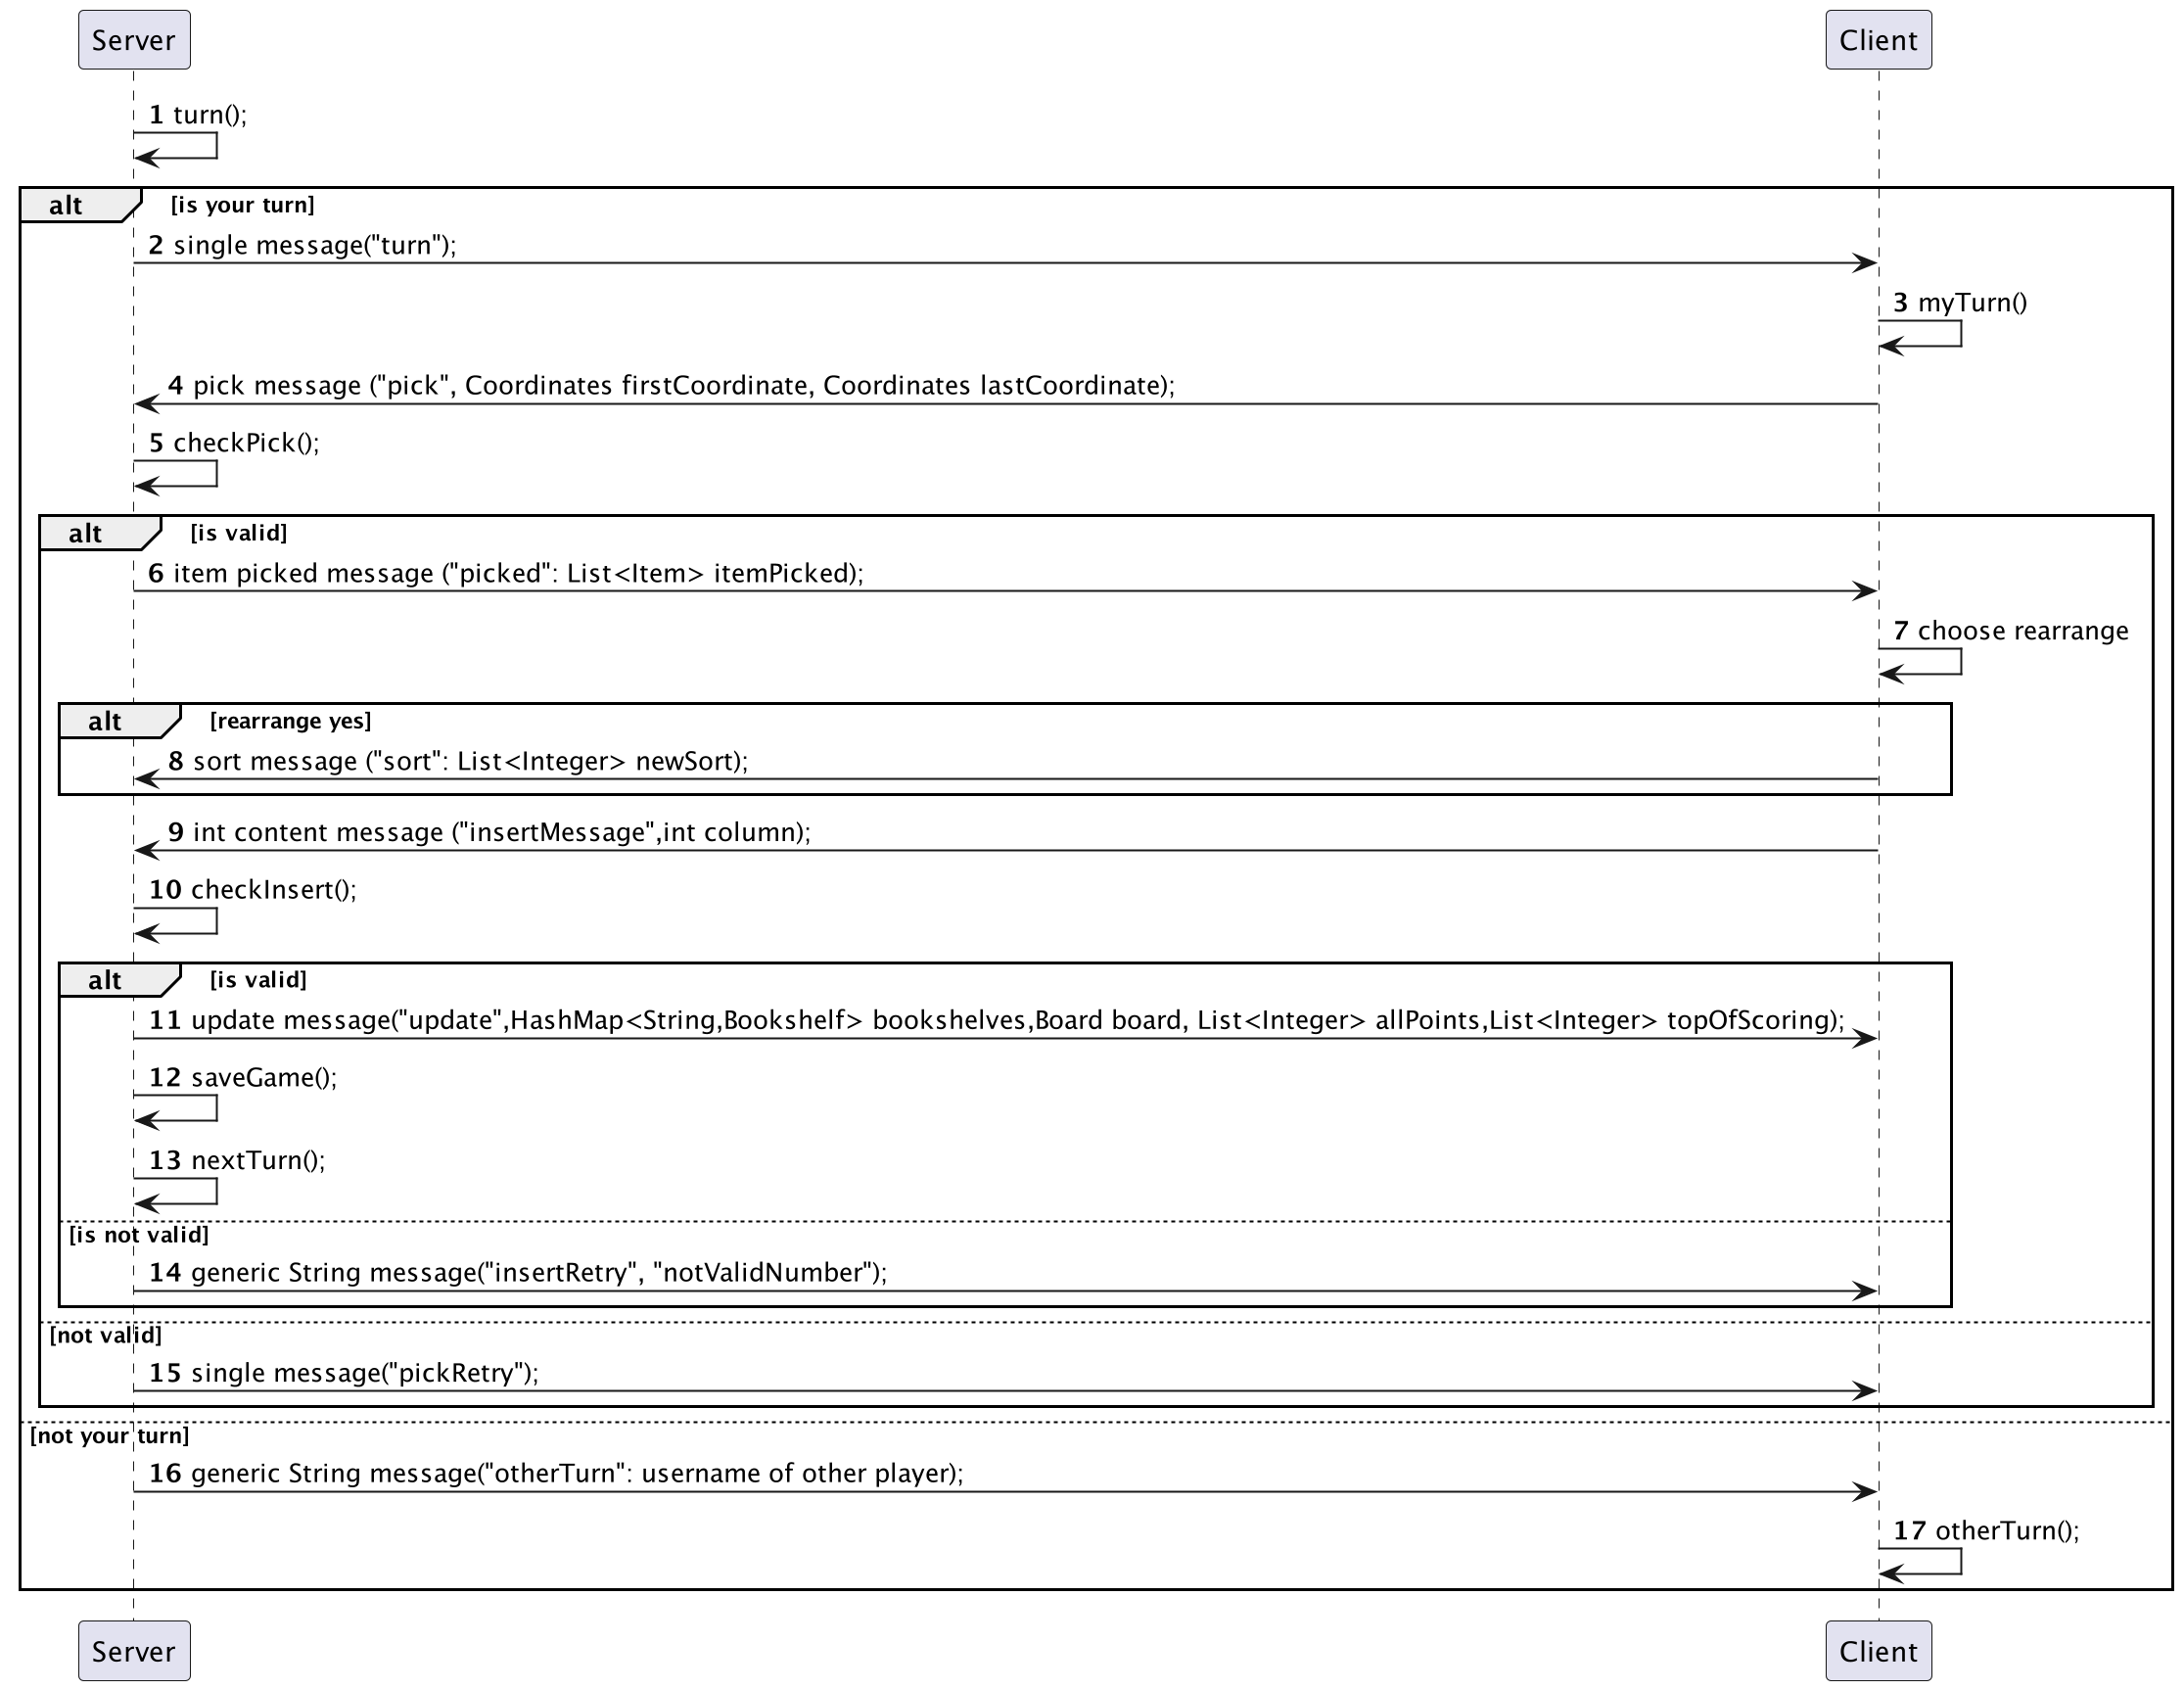 Server Client
1 turn();
alt [is your turn]
2 single message("turn");
3 myTurn()
4 pick message ("pick", Coordinates firstCoordinate, Coordinates lastCoordinate);
5 checkPick();
alt [is valid]
6 item picked message ("picked": List<Item> itemPicked);
7 choose rearrange
alt [rearrange yes]
8 sort message ("sort": List<Integer> newSort);
9 int content message ("insertMessage",int column);
10 checkInsert();
alt [is valid]
11 update message("update",HashMap<String,Bookshelf> bookshelves,Board board, List<Integer> allPoints,List<Integer> topOfScoring);
12 saveGame();
13 nextTurn();
[is not valid]
14 generic String message("insertRetry", "notValidNumber");
[not valid]
15 single message("pickRetry");
[not your turn]
16 generic String message("otherTurn": username of other player);
17 otherTurn();
Server Client